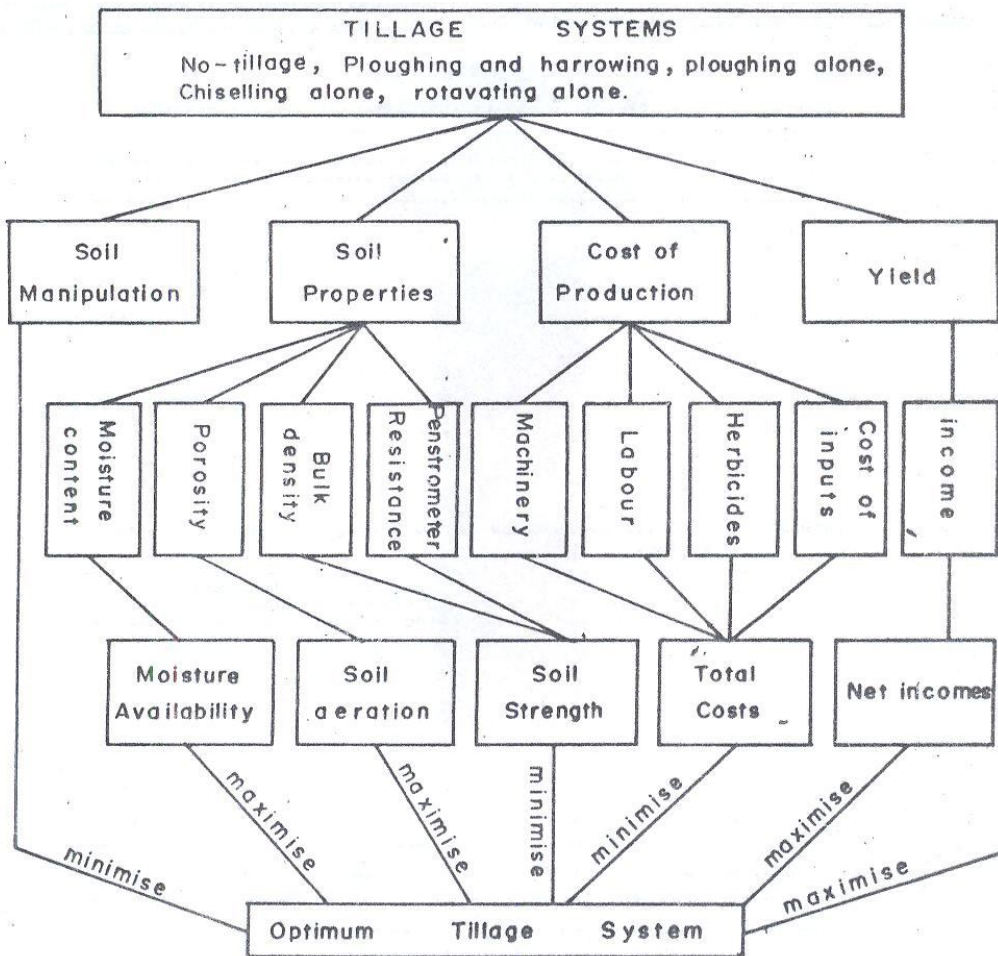 TILLAGE SYSTEMS
No-tillage, Ploughing and harrowing, ploughing alone,
Chiselling alone, rotavating alone.
Soil
Manipulation
Soil
Properties
Cost of
Production
Yield
Moisture
content
Porosity
Bulk
density
Penstrometer
Resistance
Machinery
Labour
Herbicides
Cost of
inputs
income
Moisture
Availability
Soil
aeration
Soil
Strength
Total
Costs
Net incomes
minimise
maximise
maximise
minimise
minimise
maximise
maximise
Optimum Tillage System